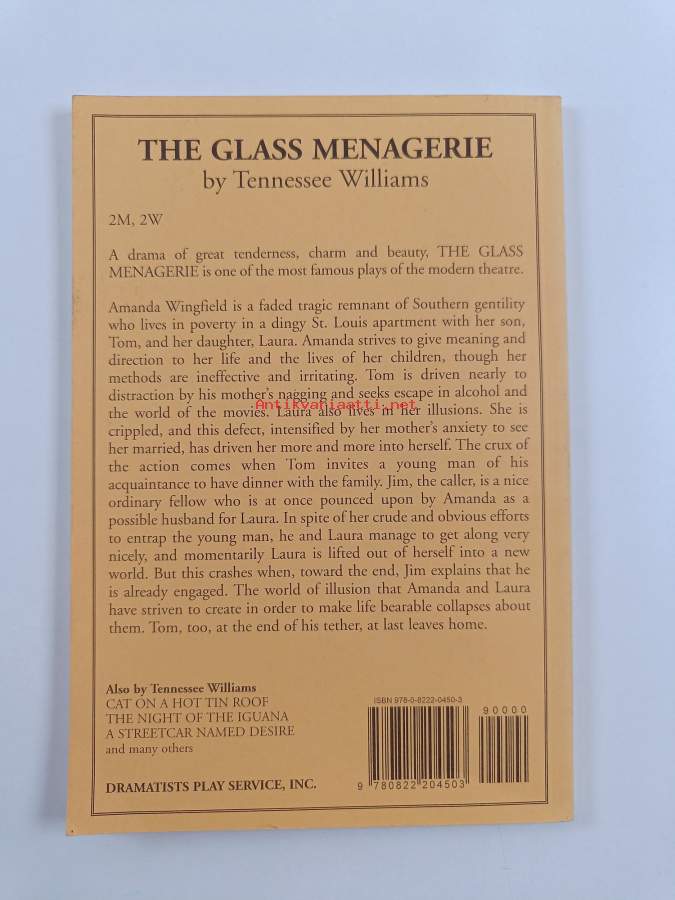 THE GLASS MENAGERIE
by Tennessee Williams
2M, 2W
A drama of great tenderness, charm and beauty, THE GLASS
MENAGERIE is one of the most famous plays of the modern theatre.
Amanda Wingfield is a faded tragic remnant of Southern gentility
who lives in poverty in a dingy St. Louis apartment with her son,
Tom, and her daughter, Laura. Amanda strives to give meaning and
direction to her life and the lives of her children, though her
methods are ineffective and irritating. Tom is driven nearly to
distraction by his mother's nagging and seeks escape in alcohol and
Antikvariaatti.net
the world of the movies. Laura also lives in her illusions. She is
crippled, and this defect, intensified by her mother's anxiety to see
her married, has driven her more and more into herself. The crux of
the action comes when Tom invites a young man of his
acquaintance to have dinner with the family. Jim, the caller, is a nice
ordinary fellow who is at once pounced upon by Amanda as a
possible husband for Laura. In spite of her crude and obvious efforts
to entrap the young man, he and Laura manage to get along very
nicely, and momentarily Laura is lifted out of herself into a new
world. But this crashes when, toward the end, Jim explains that he
is already engaged. The world of illusion that Amanda and Laura
have striven to create in order to make life bearable collapses about
them. Tom, too, at the end of his tether, at last leaves home.
Also by Tennessee Williams
CAT ON A HOT TIN ROOF
THE NIGHT OF THE IGUANA
A STREETCAR NAMED DESIRE
and many others
DRAMATISTS PLAY SERVICE, INC.
ISBN 978-0-8222-0450-3
90000
9 780822 204503